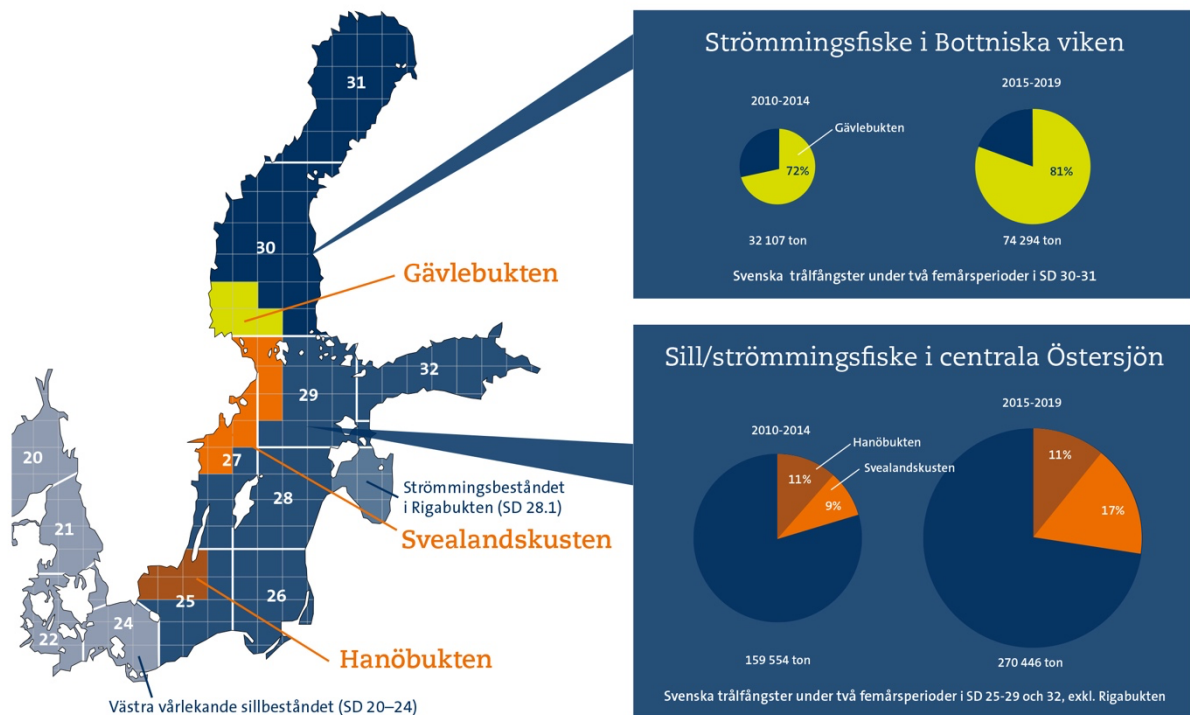 31
30
Gävlebukten
32
29
20
27
Strömmingsbeståndet
i Rigabukten (SD 28.1)
28
21
Svealandskusten
25
26
24
22
Hanöbukten
Västra vårlekande sillbeståndet (SD 20–24)
Strömmingsfiske i Bottniska viken
2010-2014
2015-2019
Gävlebukten
72%
81%
32 107 ton
74 294 ton
Svenska trålfångster under två femårsperioder i SD 30-31
Sill/strömmingsfiske i centrala Östersjön
2010-2014
2015-2019
Hanöbukten
Svealandskusten
11%
9%
11%
17%
159 554 ton
270 446 ton
Svenska trålfångster under två femårsperioder i SD 25-29 och 32, exkl. Rigabukten